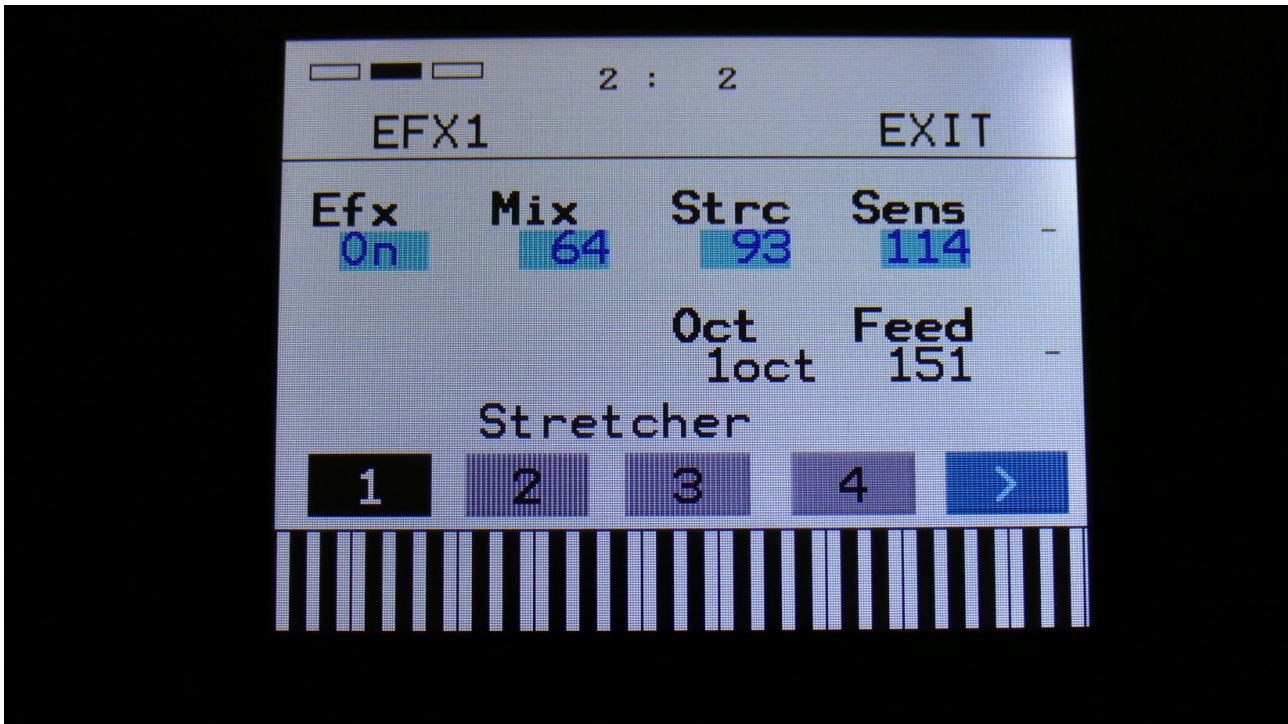 2 : 2
EFX1 EXIT
Efx Mix Strc Sens
On 64 93 114
Oct Feed
1oct 151
Stretcher
1 2 3 4 >